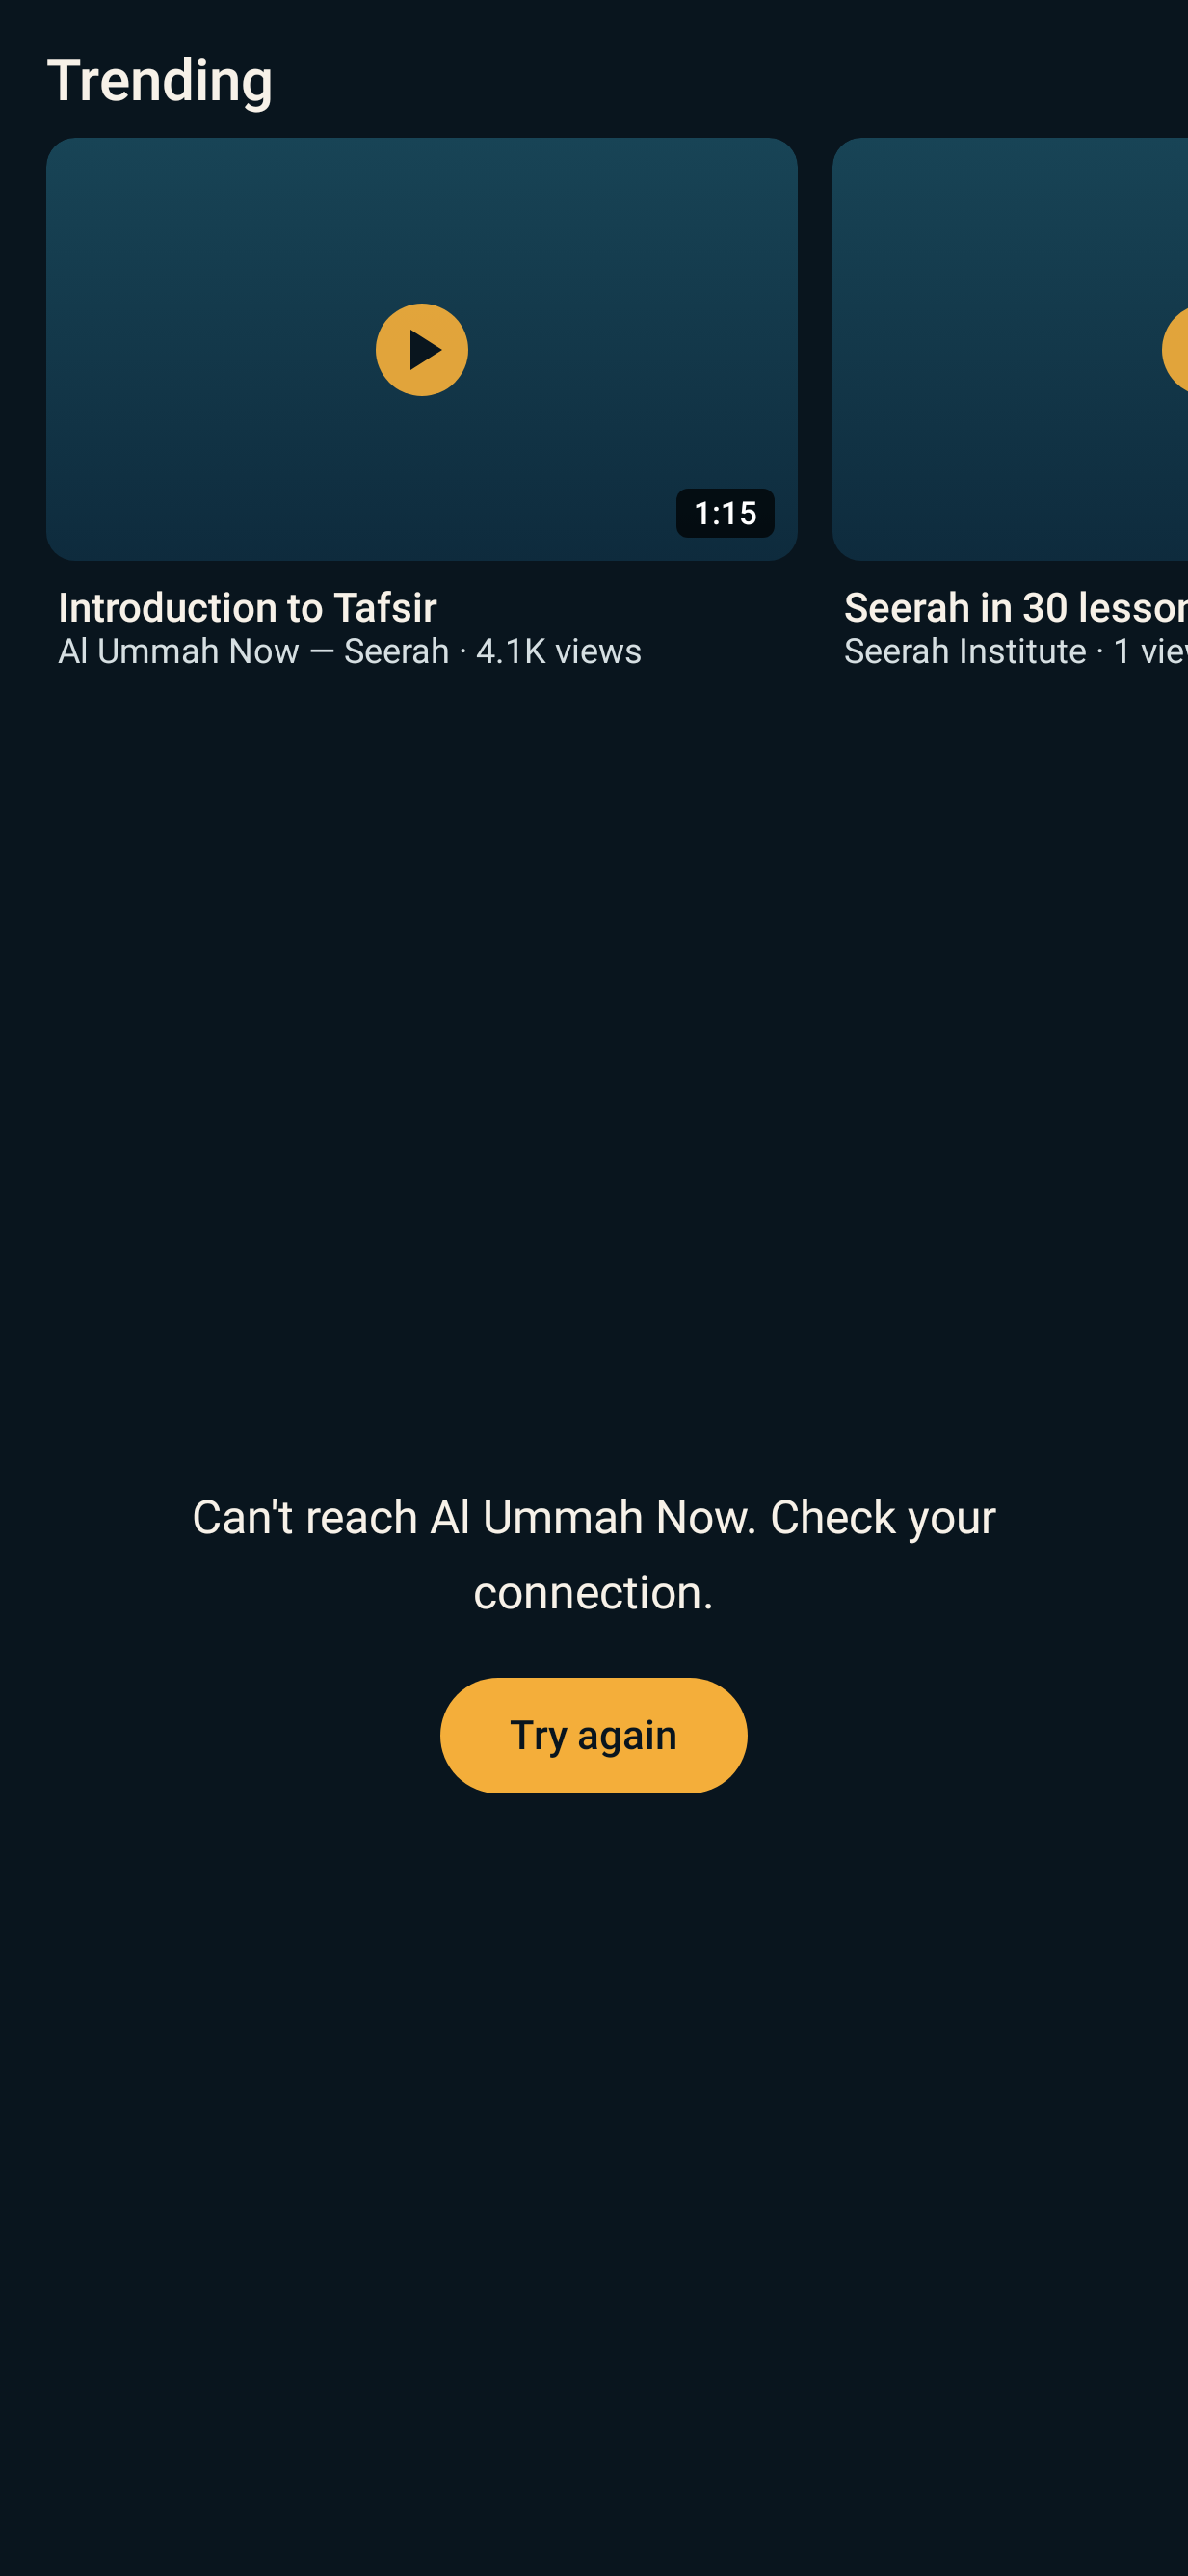 Trending
1:15
Introduction to Tafsir
Al Ummah Now — Seerah · 4.1K views
Seerah in 30
Seerah Institute · 1
Can't reach Al Ummah Now. Check your
connection.
Try again